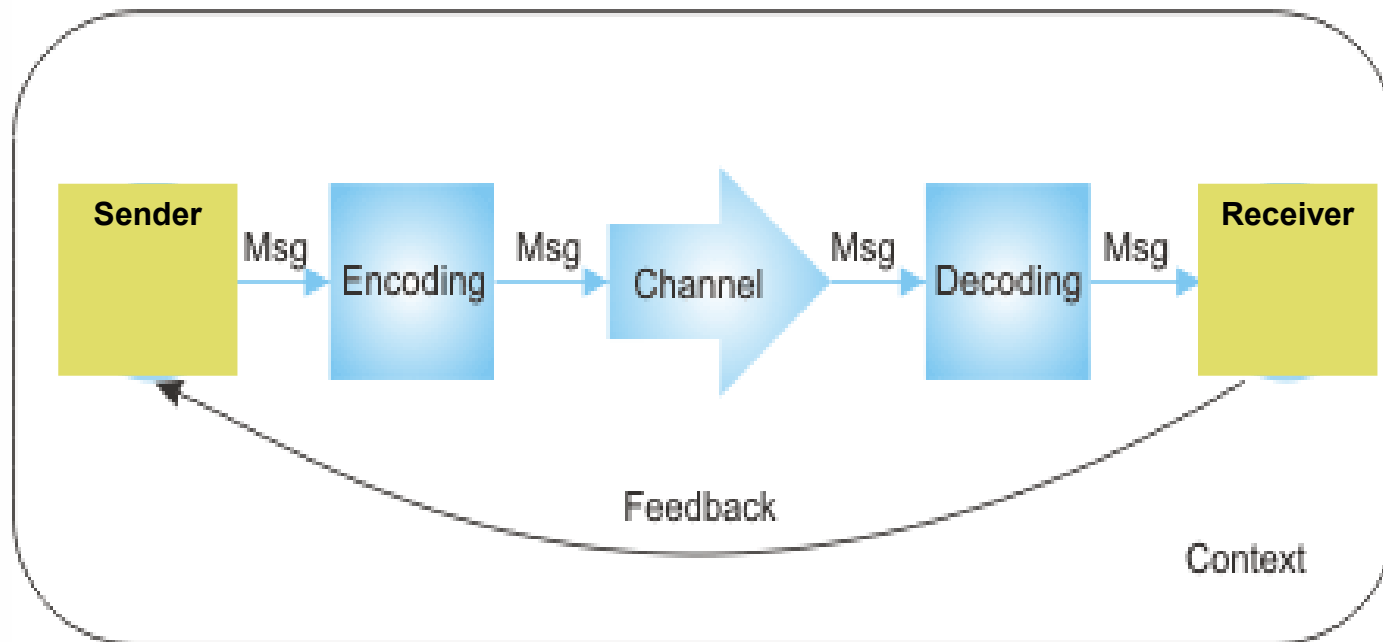 Sender
Msg
Encoding
Msg
Channel
Msg
Decoding
Msg
Receiver
Feedback
Context